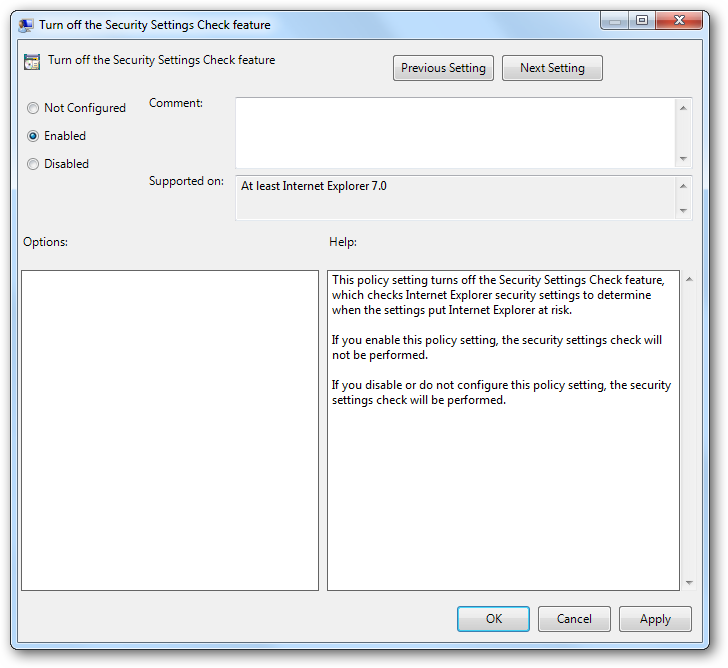 Turn off the Security Settings Check feature
Turn off the Security Settings Check feature
Previous Setting
Next Setting
Not Configured
Comment:
Enabled
Disabled
Supported on:
At least Internet Explorer 7.0
Options:
Help:
This policy setting turns off the Security Settings Check feature,
which checks Internet Explorer security settings to determine
when the settings put Internet Explorer at risk.
If you enable this policy setting, the security settings check will
not be performed.
If you disable or do not configure this policy setting, the security
settings check will be performed.
OK
Cancel
Apply